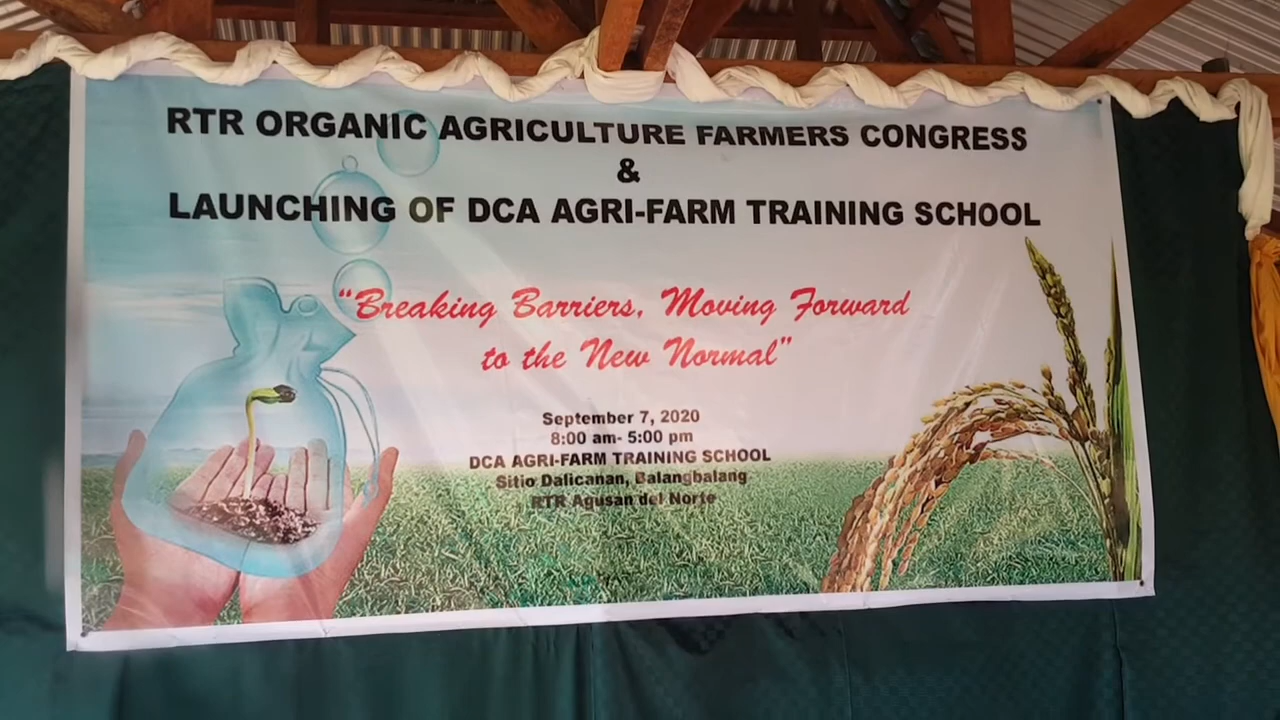 RTR ORGANIC AGRICULTURE FARMERS CONGRESS
&
LAUNCHING OF DCA AGRI-FARM TRAINING SCHOOL
“Breaking Barriers, Moving Forward
to the New Normal”
September 7, 2020
8:00 am- 5:00 pm
DCA AGRI-FARM TRAINING SCHOOL
Sitio Dalicanan, Balangbalang
RTR Agusan del Norte